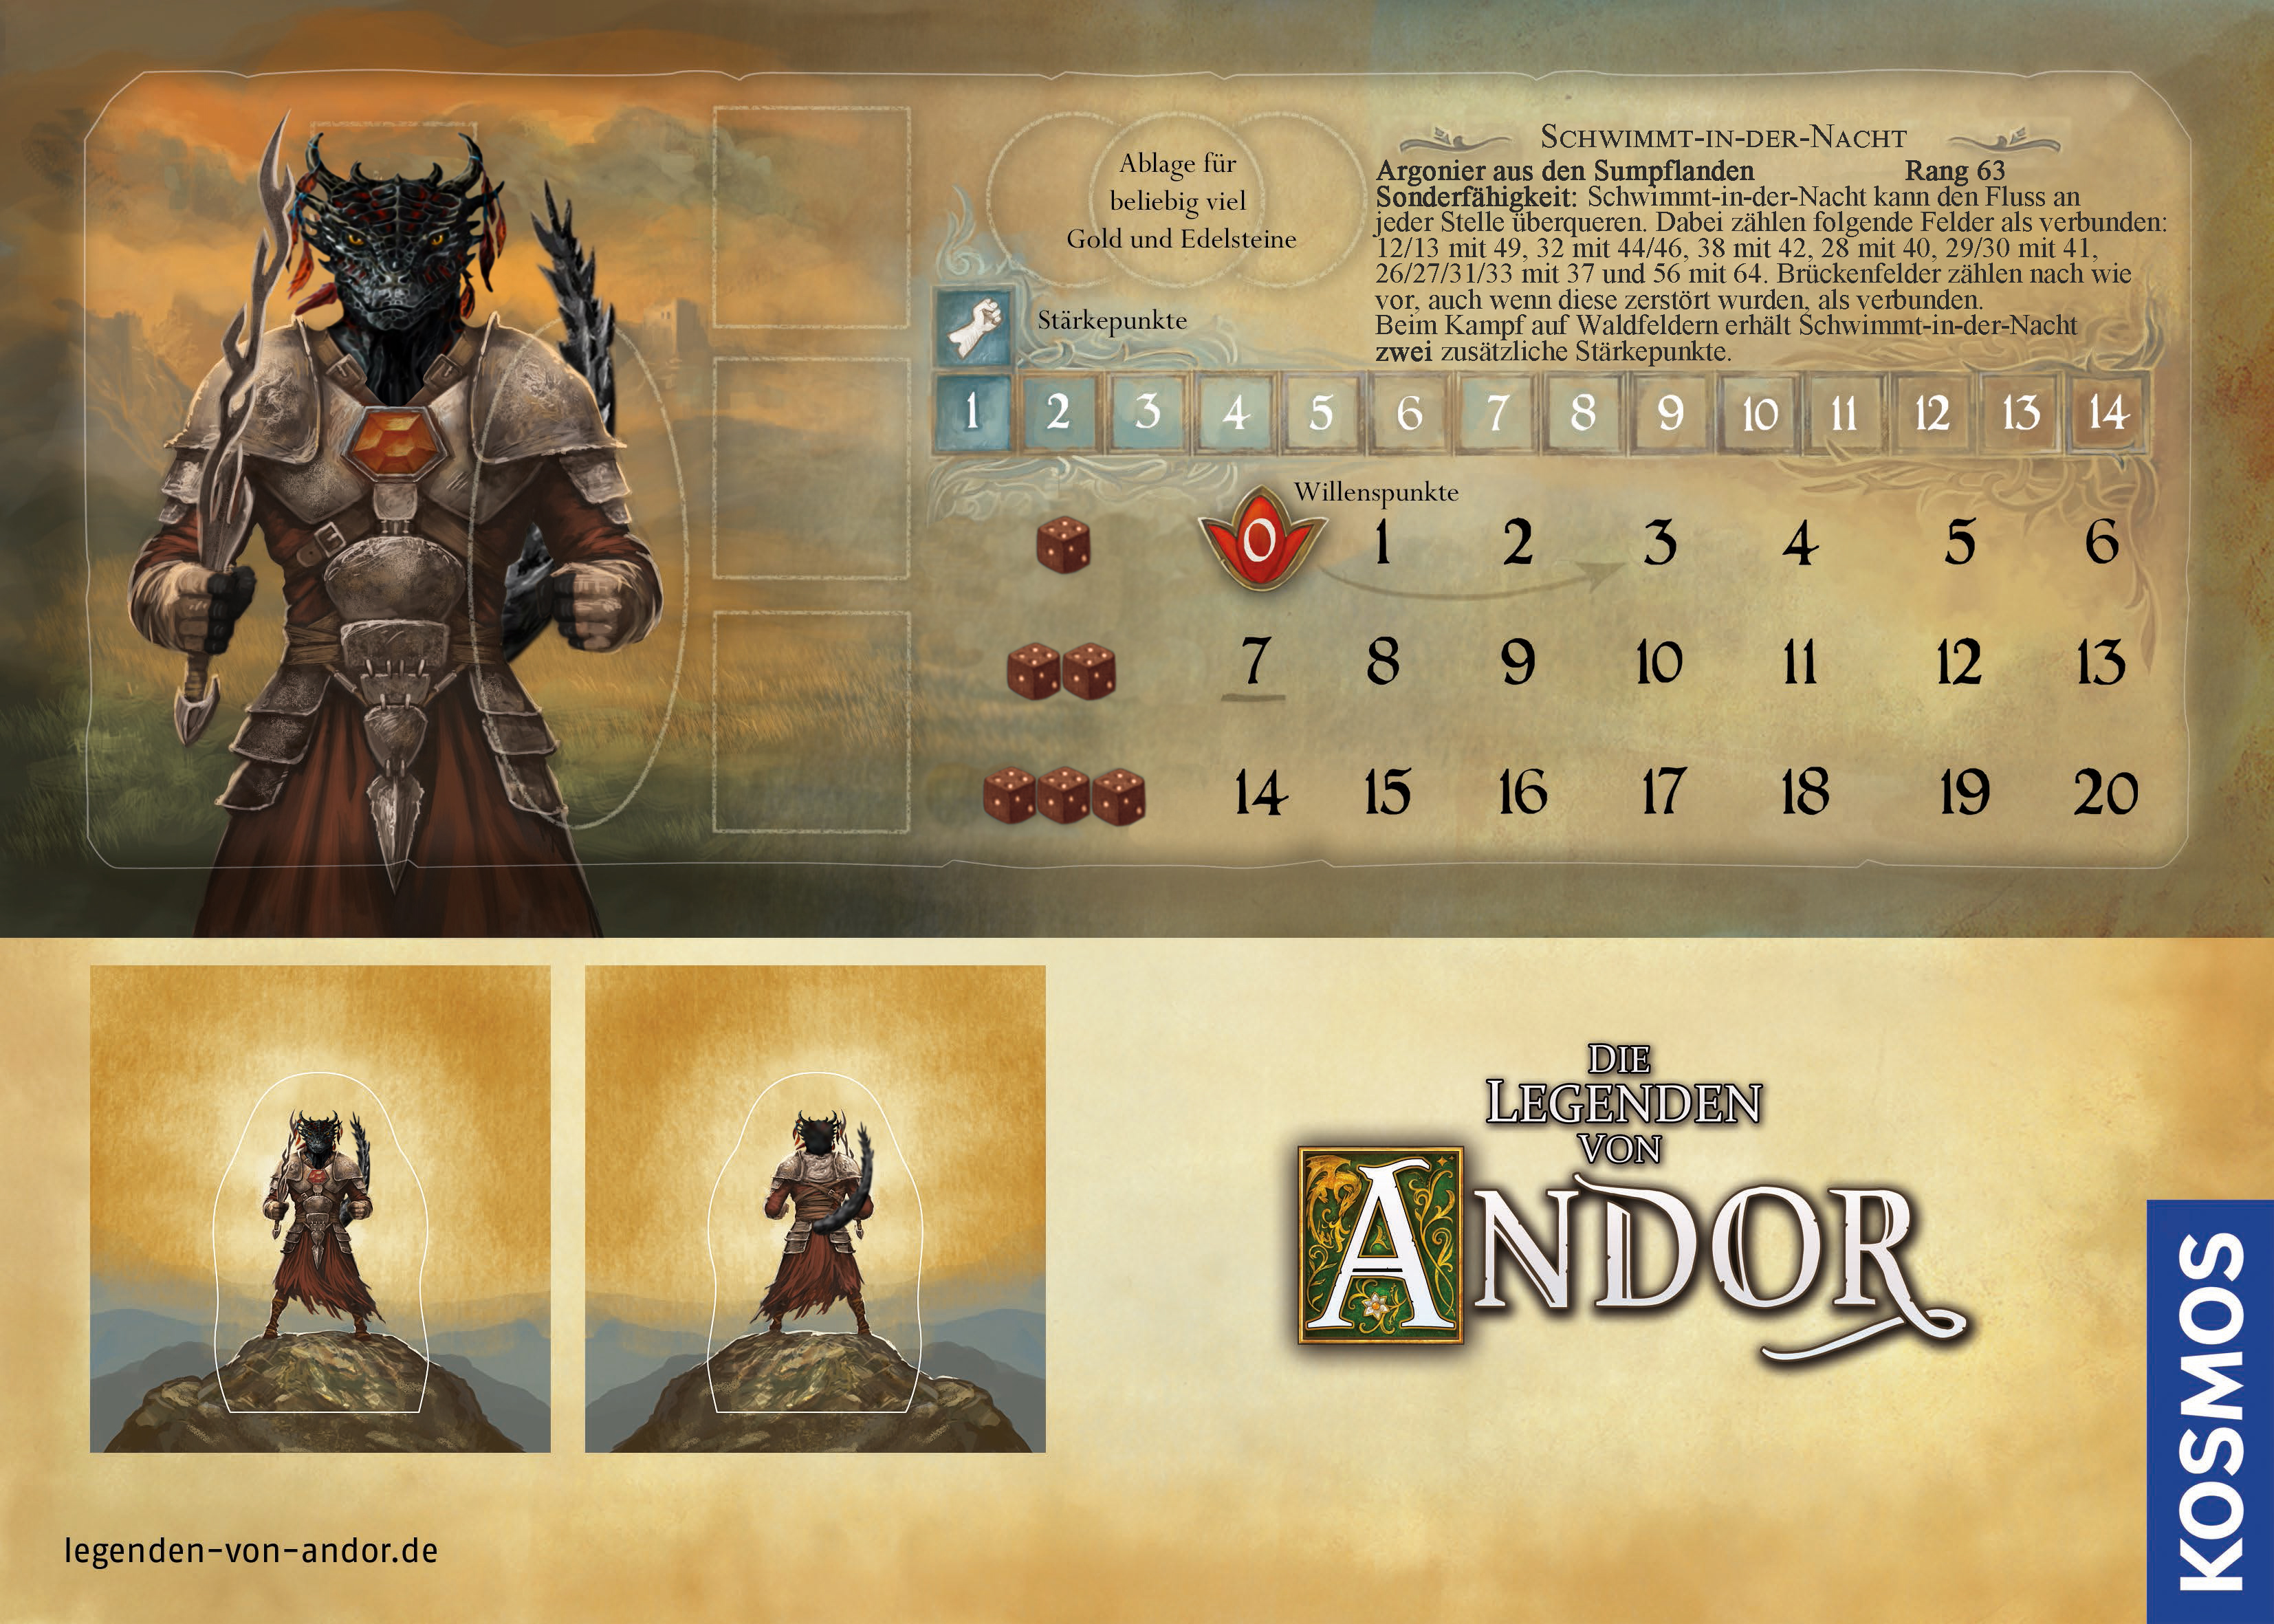 Ablage für
beliebig viel
Gold und Edelsteine
Schwimmt-in-der-Nacht
Argonier aus den Sumpflanden Rang 63
Sonderfähigkeit: Schwimmt-in-der-Nacht kann den Fluss an
jeder Stelle überqueren. Dabei zählen folgende Felder als verbunden:
12/13 mit 49, 32 mit 44/46, 38 mit 42, 28 mit 40, 29/30 mit 41,
26/27/31/33 mit 37 und 56 mit 64. Brückenfelder zählen nach wie
vor, auch wenn diese zerstört wurden, als verbunden.
Beim Kampf auf Waldfeldern erhält Schwimmt-in-der-Nacht
zwei zusätzliche Stärkepunkte.
Stärkepunkte
1 2 3 4 5 6 7 8 9 10 11 12 13 14
Willenspunkte
0 1 2 3 4 5 6
7 8 9 10 11 12 13
14 15 16 17 18 19 20
DIE
LEGENDEN
VON
ANDOR
KOSMOS
legenden-von-andor.de